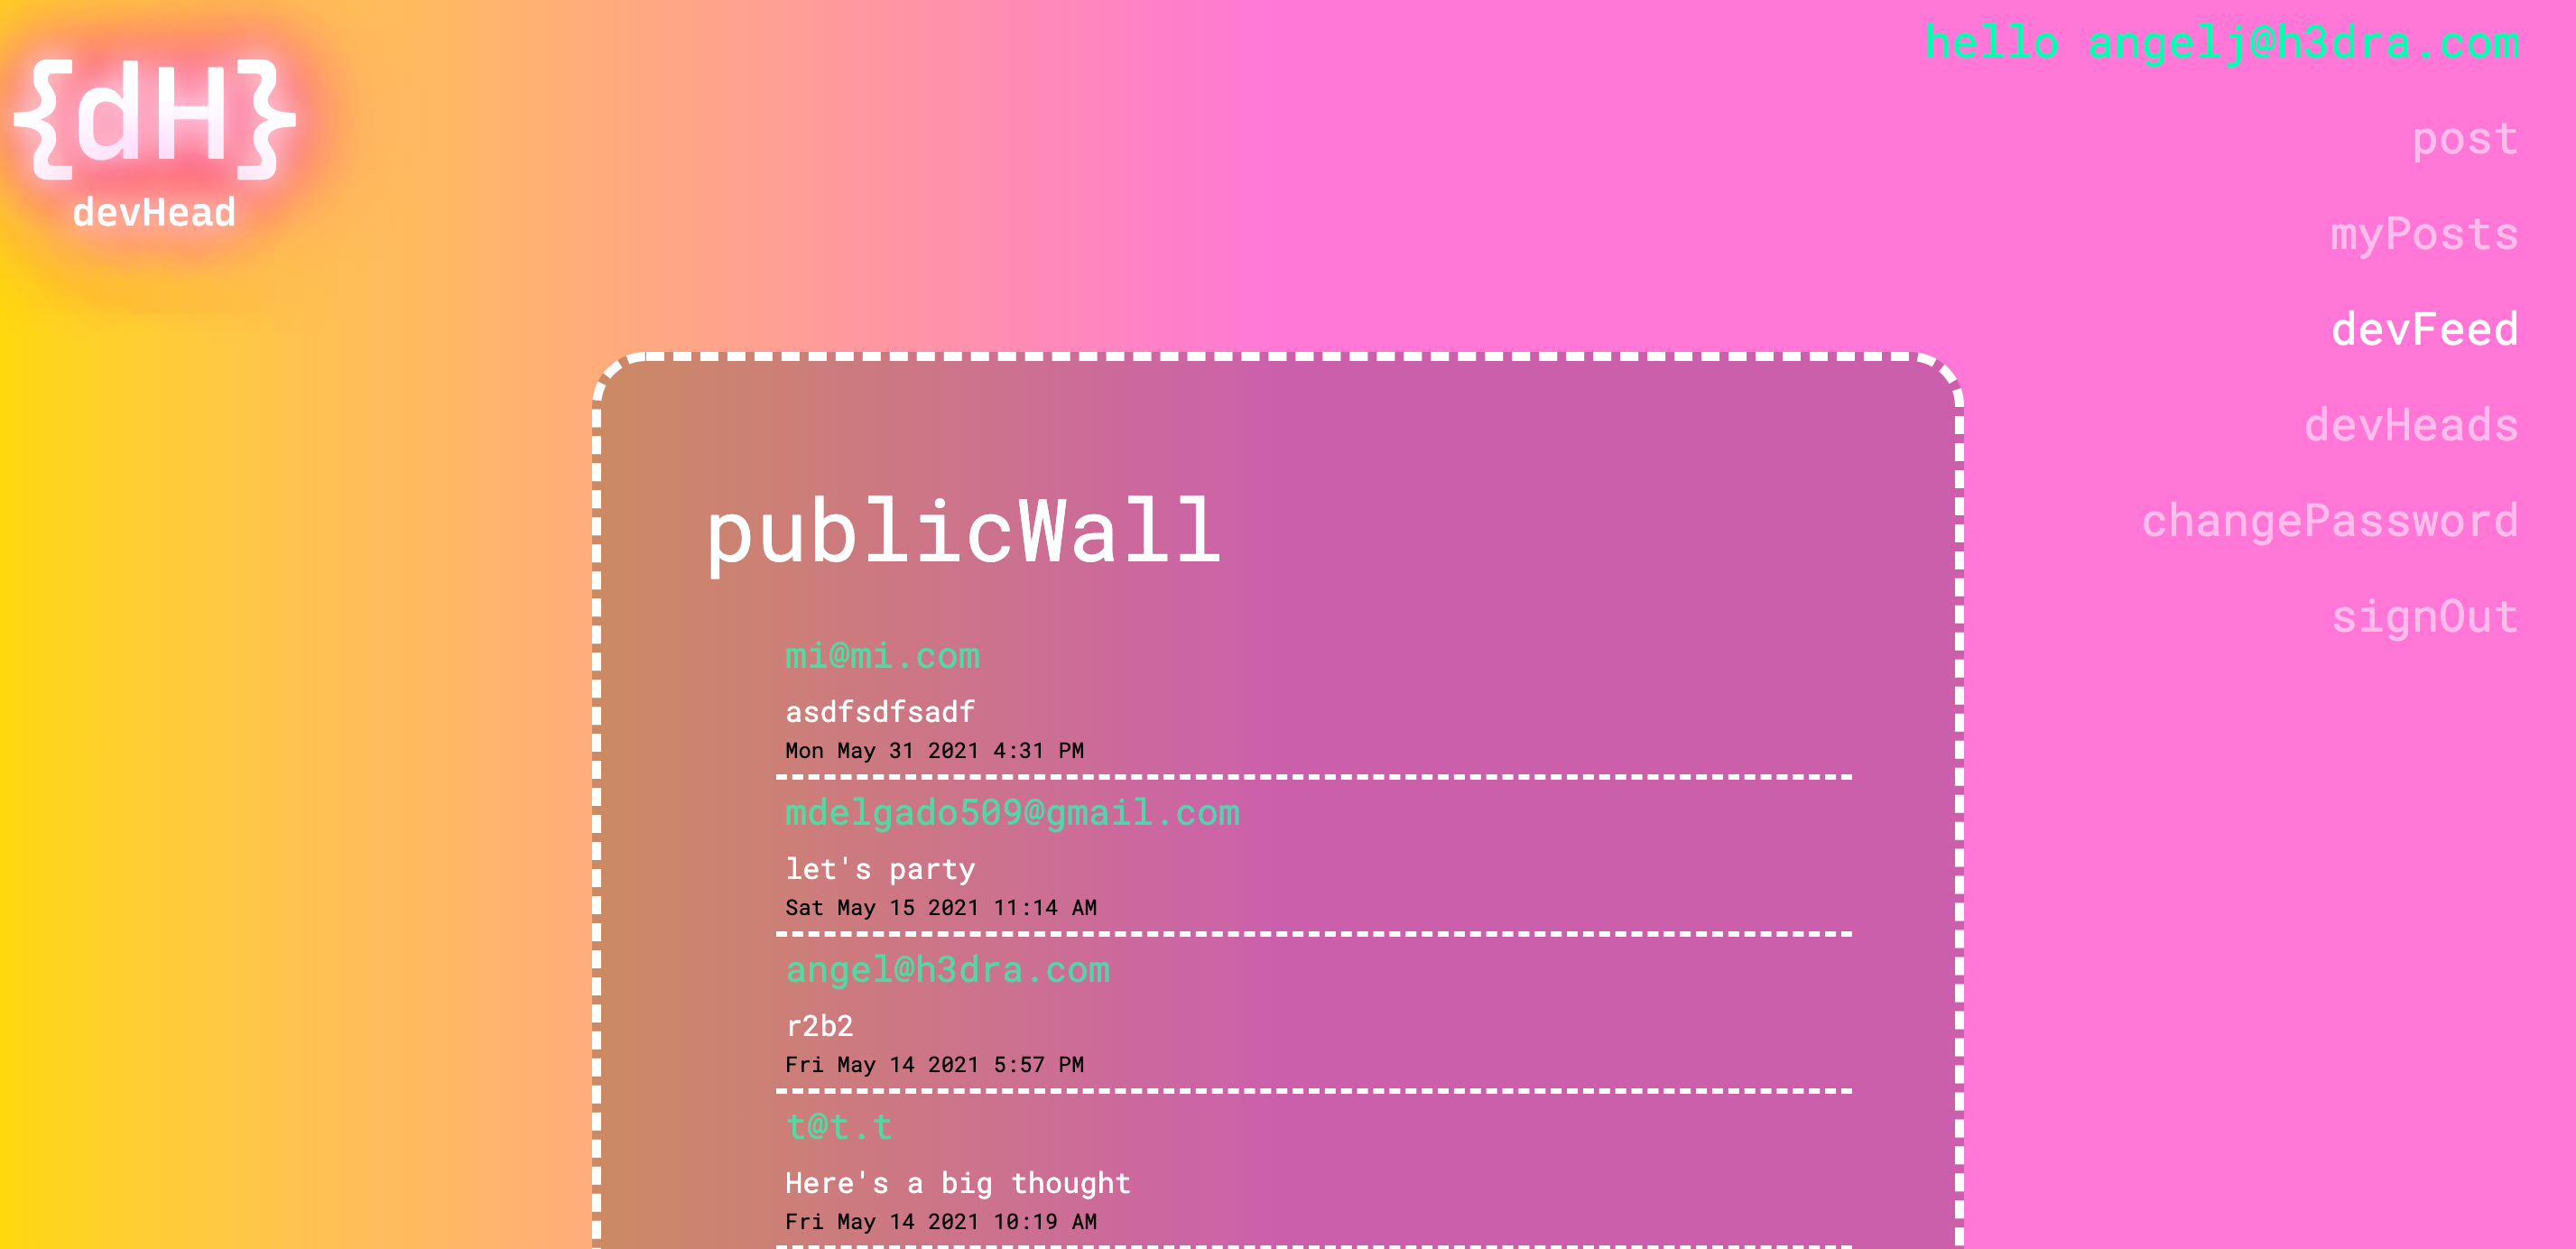 {dH}
devHead
hello angelj@h3dra.com
post
myPosts
devFeed
devHeads
changePassword
signOut
publicWall
mi@mi.com
asdfsdfsadf
Mon May 31 2021 4:31 PM
mdelgado509@gmail.com
let's party
Sat May 15 2021 11:14 AM
angel@h3dra.com
r2b2
Fri May 14 2021 5:57 PM
t@t.t
Here's a big thought
Fri May 14 2021 10:19 AM